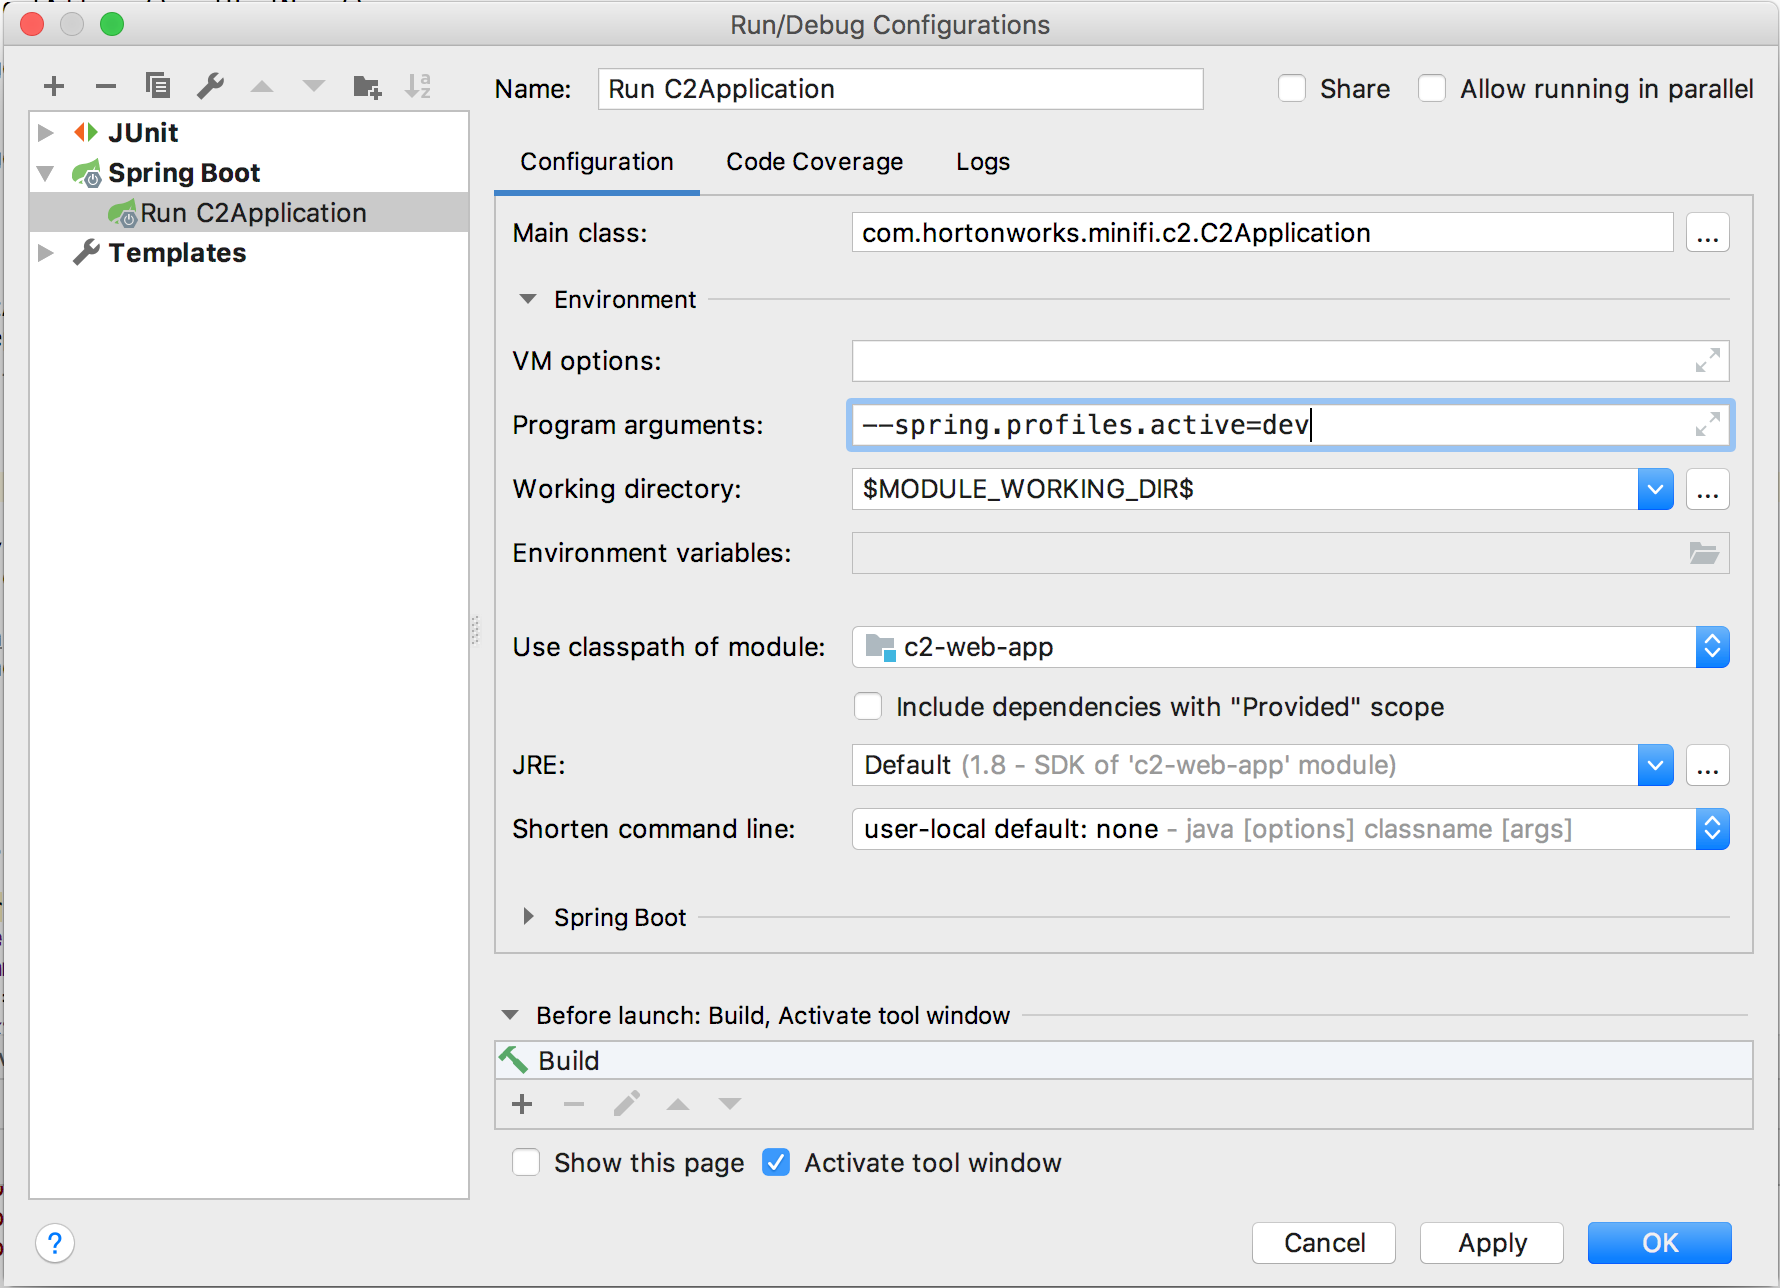 Run/Debug Configurations
Name: Run C2Application Share Allow running in parallel
JUnit
Spring Boot
Run C2Application
Templates
Configuration Code Coverage Logs
Main class: com.hortonworks.minifi.c2.C2Application ...
Environment
VM options:
Program arguments: --spring.profiles.active=dev
Working directory: $MODULE_WORKING_DIR$ ...
Environment variables:
Use classpath of module: c2-web-app
Include dependencies with "Provided" scope
JRE: Default (1.8 - SDK of 'c2-web-app' module) ...
Shorten command line: user-local default: none - java [options] classname [args]
Spring Boot
Before launch: Build, Activate tool window
Build
Show this page Activate tool window
? Cancel Apply OK